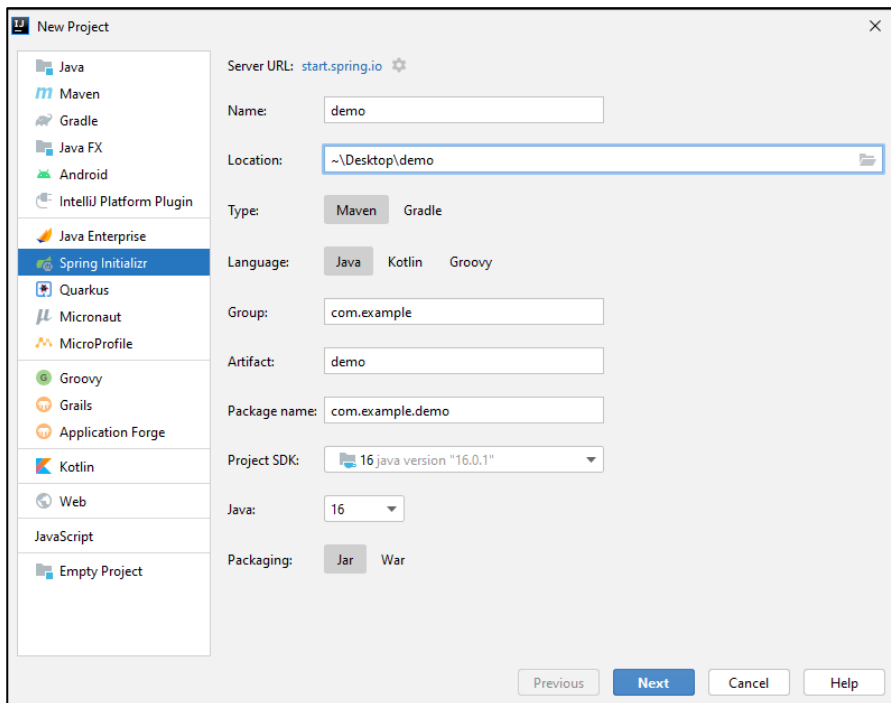 New Project
Java
Maven
Gradle
Java FX
Android
IntelliJ Platform Plugin
Java Enterprise
Spring Initializr
Quarkus
Micronaut
MicroProfile
Groovy
Grails
Application Forge
Kotlin
Web
JavaScript
Empty Project
Server URL: start.spring.io
Name: demo
Location: ~\Desktop\demo
Type: Maven Gradle
Language: Java Kotlin Groovy
Group: com.example
Artifact: demo
Package name: com.example.demo
Project SDK: 16 java version "16.0.1"
Java: 16
Packaging: Jar War
Previous Next Cancel Help